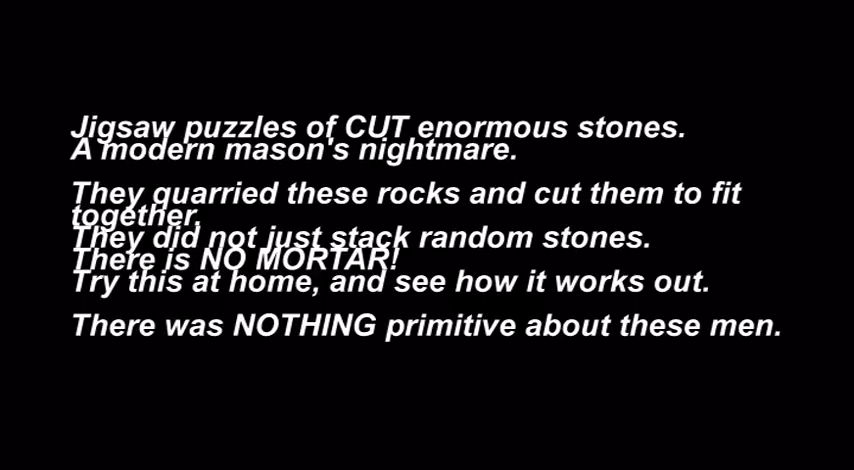 Jigsaw puzzles of CUT enormous stones.
A modern mason's nightmare.
They quarried these rocks and cut them to fit
together.
They did not just stack random stones.
There is NO MORTAR!
Try this at home, and see how it works out.
There was NOTHING primitive about these men.